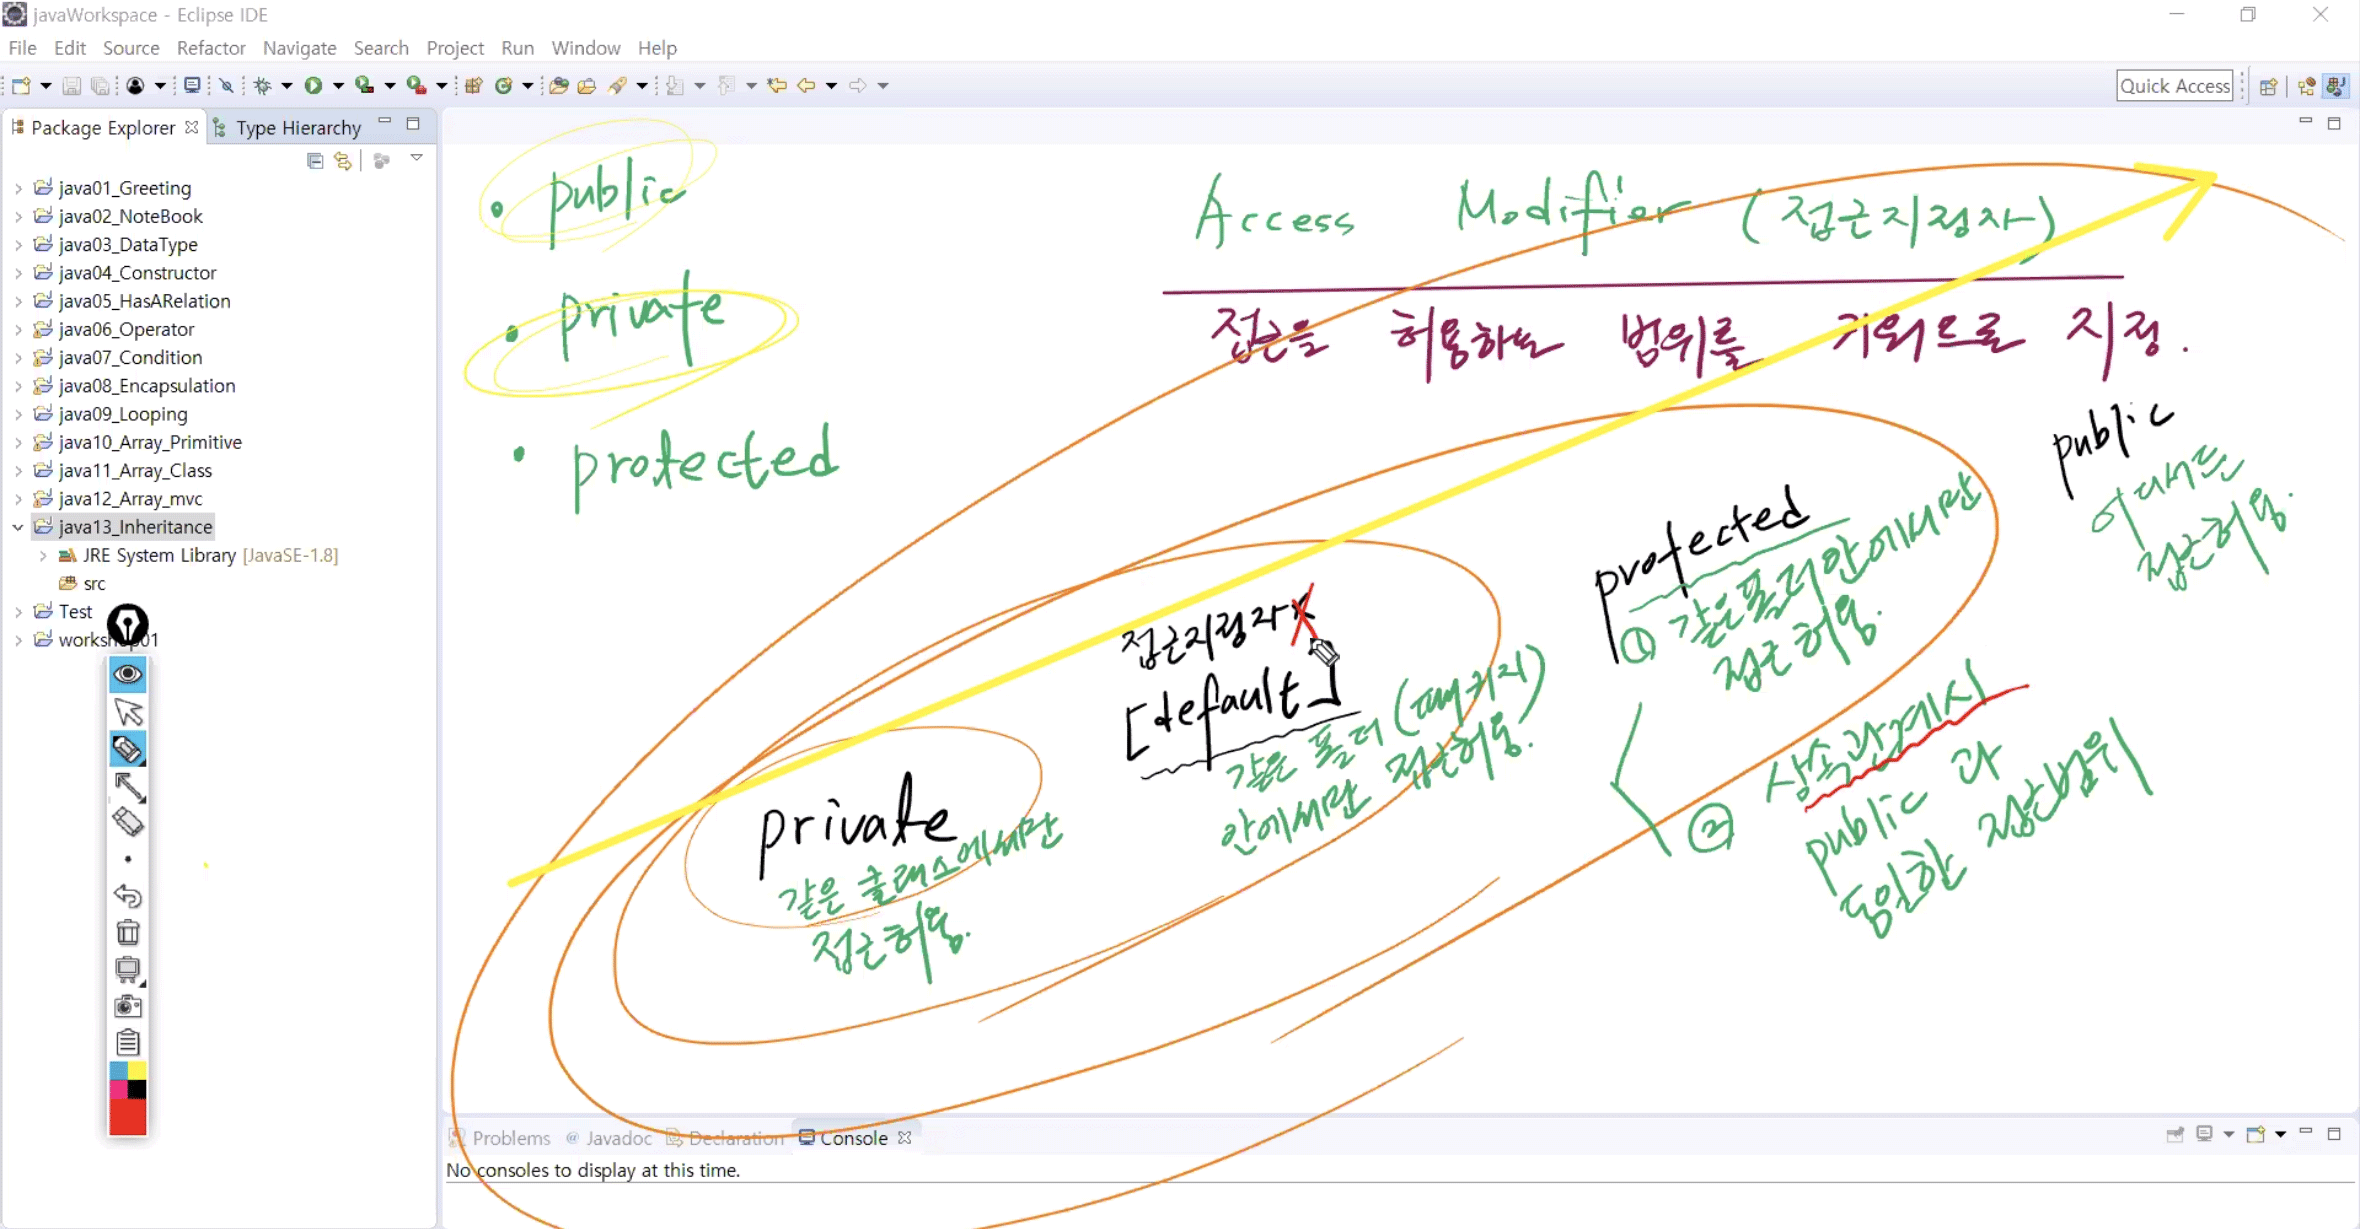 javaWorkspace - Eclipse IDE
File Edit Source Refactor Navigate Search Project Run Window Help
Quick Access
Package Explorer
Type Hierarchy
java01_Greeting
java02_NoteBook
java03_DataType
java04_Constructor
java05_HasARelation
java06_Operator
java07_Condition
java08_Encapsulation
java09_Looping
java10_Array_Primitive
java11_Array_Class
java12_Array_mvc
java13_Inheritance
JRE System Library [JavaSE-1.8]
src
Test
workshop01
• public
• private
• protected
Access Modifier (접근지정자)
접근을 허용하는 범위를 키워드로 지정.
private
같은 클래스에서만
접근허용.
접근지정자 X
[default]
같은 폴더 (패키지)
안에서만 접근허용.
protected
① 같은폴더안에서만
접근 허용.
② 상속관계시
public 과
동일한 접근범위
public
어디서든
접근허용.
Problems @ Javadoc Declaration Console
No consoles to display at this time.